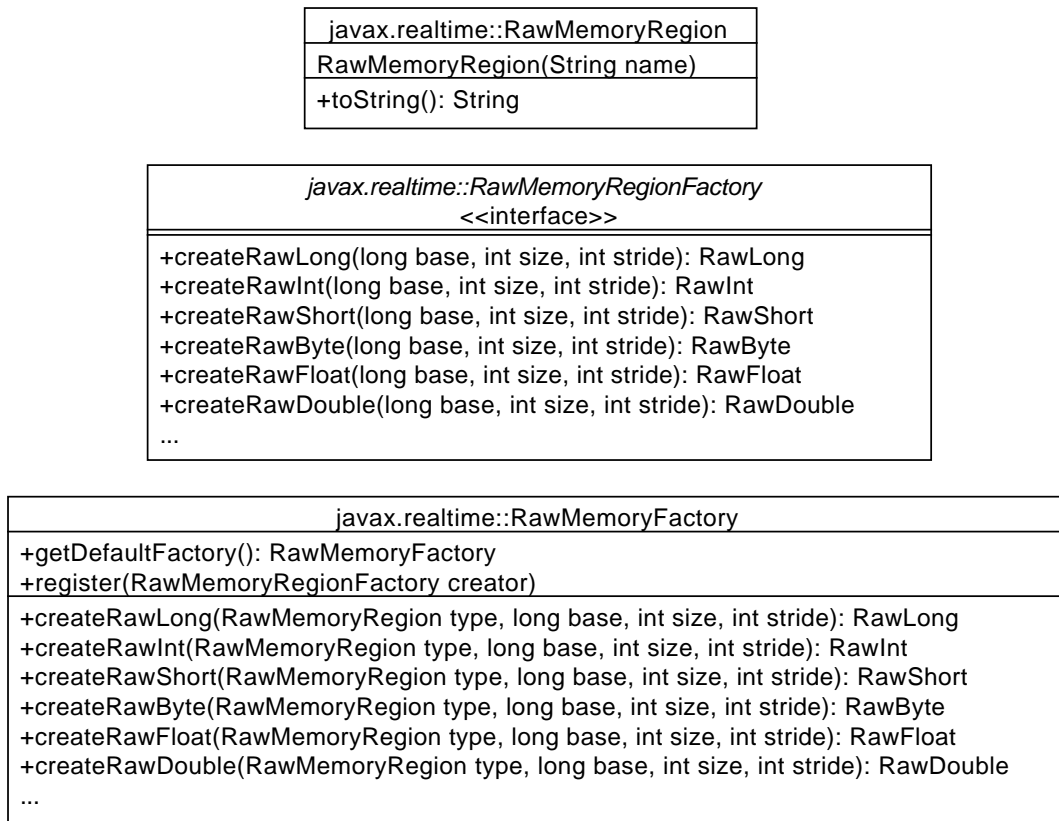 javax.realtime::RawMemoryRegion
RawMemoryRegion(String name)
+toString(): String
javax.realtime::RawMemoryRegionFactory
<<interface>>
+createRawLong(long base, int size, int stride): RawLong
+createRawInt(long base, int size, int stride): RawInt
+createRawShort(long base, int size, int stride): RawShort
+createRawByte(long base, int size, int stride): RawByte
+createRawFloat(long base, int size, int stride): RawFloat
+createRawDouble(long base, int size, int stride): RawDouble
...
javax.realtime::RawMemoryFactory
+getDefaultFactory(): RawMemoryFactory
+register(RawMemoryRegionFactory creator)
+createRawLong(RawMemoryRegion type, long base, int size, int stride): RawLong
+createRawInt(RawMemoryRegion type, long base, int size, int stride): RawInt
+createRawShort(RawMemoryRegion type, long base, int size, int stride): RawShort
+createRawByte(RawMemoryRegion type, long base, int size, int stride): RawByte
+createRawFloat(RawMemoryRegion type, long base, int size, int stride): RawFloat
+createRawDouble(RawMemoryRegion type, long base, int size, int stride): RawDouble
...